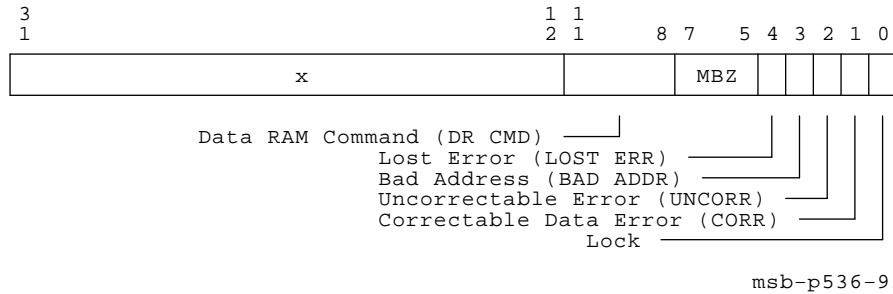 3 1 1
1 2 1 8 7 5 4 3 2 1 0
x MBZ
Data RAM Command (DR CMD)
Lost Error (LOST ERR)
Bad Address (BAD ADDR)
Uncorrectable Error (UNCORR)
Correctable Data Error (CORR)
Lock
msb-p536-9